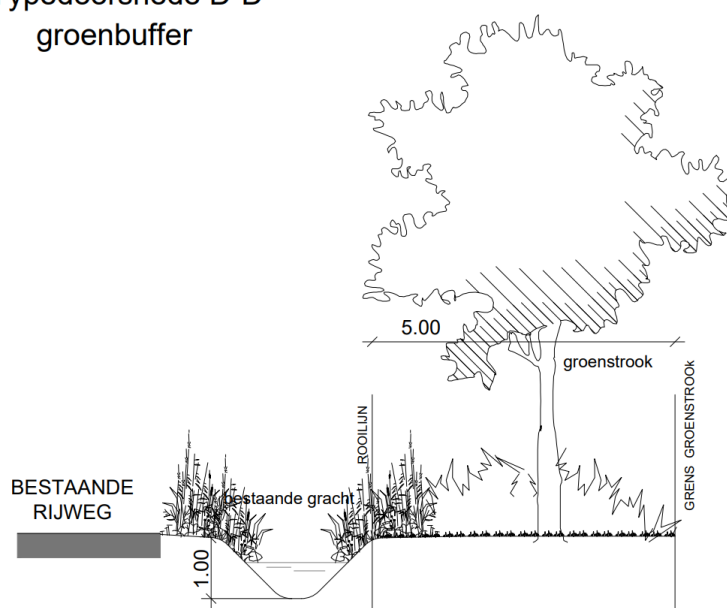 groenbuffer
5.00
groenstrook
ROOILIJN
GRENS GROENSTROOK
bestaande gracht
BESTAANDE
RIJWEG
1.00